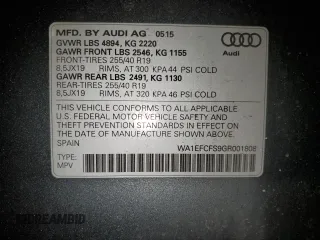 MFD. BY AUDI AG 0515
GVWR LBS 4894, KG 2220
GAWR FRONT LBS 2546, KG 1155
FRONT-TIRES 255/40 R19
8,5JX19 RIMS, AT 300 KPA 44 PSI COLD
GAWR REAR LBS 2491, KG 1130
REAR-TIRES 255/40 R19
8,5JX19 RIMS, AT 320 KPA 46 PSI COLD
Audi
THIS VEHICLE CONFORMS TO ALL APPLICABLE
U.S. FEDERAL MOTOR VEHICLE SAFETY
AND THEFT PREVENTION STANDARDS IN EFFECT ON THE
DATE OF MANUFACTURE SHOWN ABOVE.
SPAIN WA1EFCFS9GR001808
TYPE:
MPV
DREAMBID